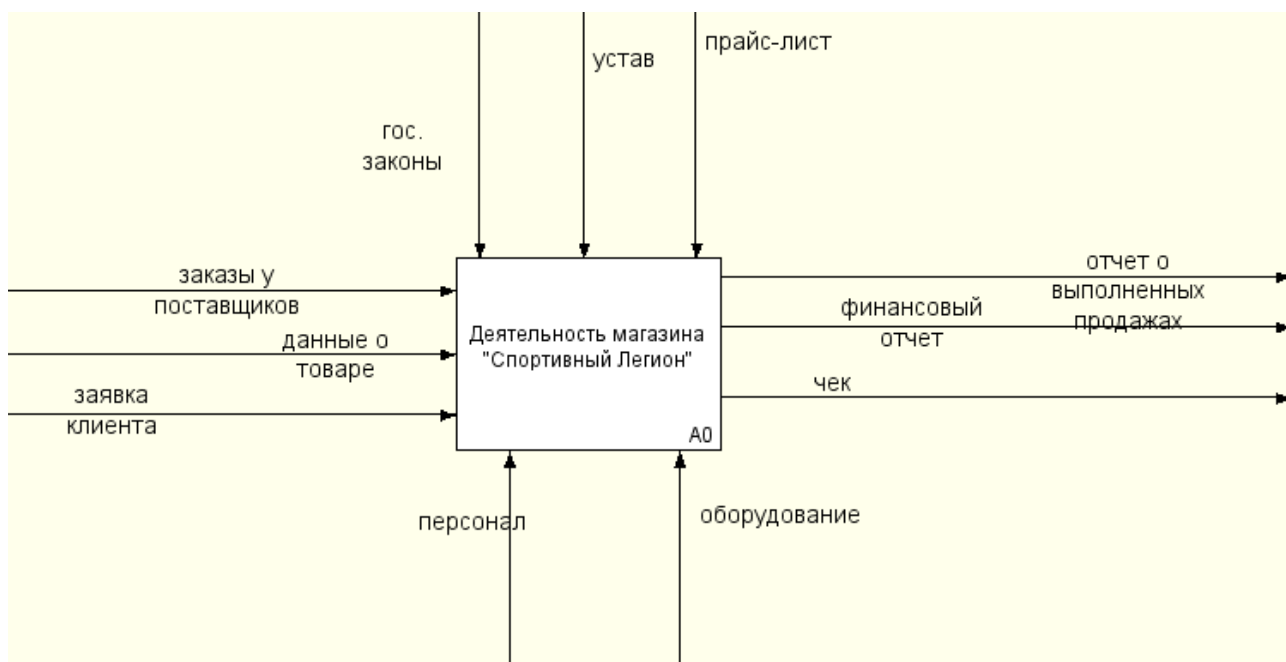 прайс-лист
устав
гос.
законы
заказы у
поставщиков
данные о
товаре
заявка
клиента
Деятельность магазина
"Спортивный Легион"
A0
отчет о
выполненных
продажах
финансовый
отчет
чек
персонал
оборудование